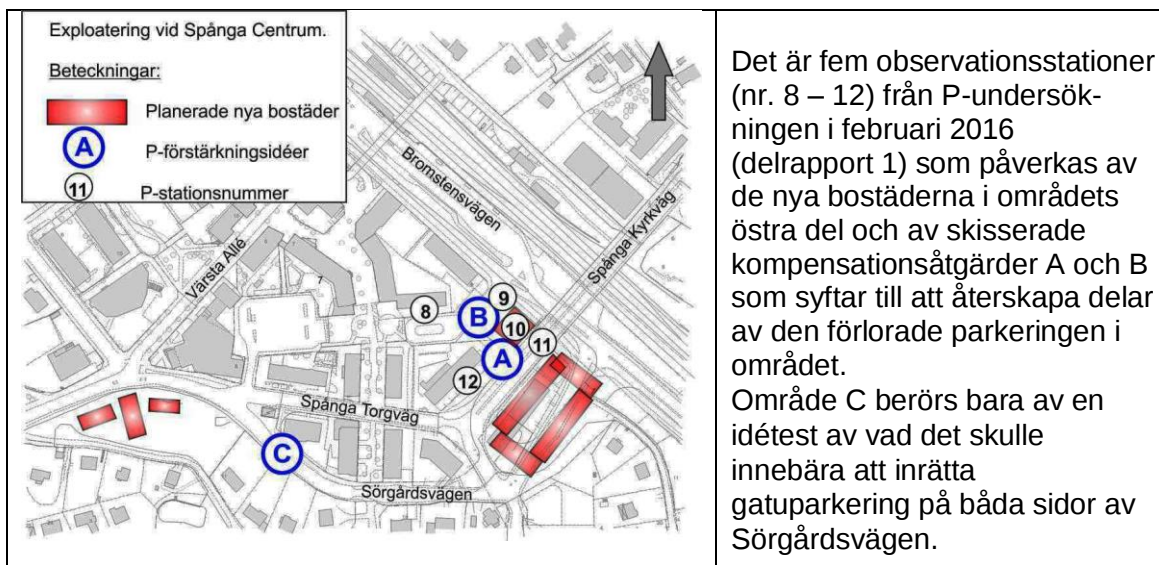 Exploatering vid Spånga Centrum.
Beteckningar:
Planerade nya bostäder
A
P-förstärkningsidéer
11
P-stationsnummer
Bromstensvägen
Spånga Kyrkväg
Värsta Allé
8
9
B
10
11
A
12
Spånga Torgväg
C
Sörgårdsvägen
Det är fem observationsstationer
(nr. 8 – 12) från P-undersök-
ningen i februari 2016
(delrapport 1) som påverkas av
de nya bostäderna i områdets
östra del och av skisserade
kompensationsåtgärder A och B
som syftar till att återskapa delar
av den förlorade parkeringen i
området.
Område C berörs bara av en
idétest av vad det skulle
innebära att inrätta
gatuparkering på båda sidor av
Sörgårdsvägen.